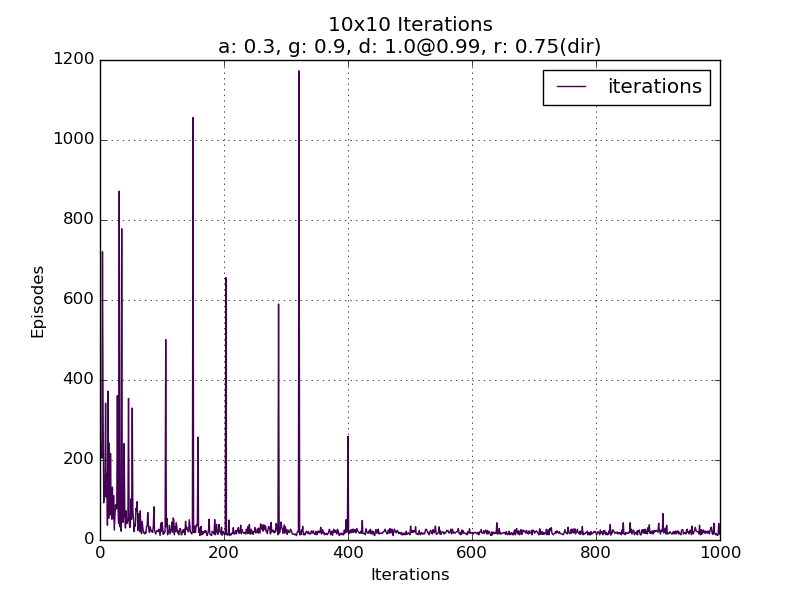 10x10 Iterations
a: 0.3, g: 0.9, d: 1.0@0.99, r: 0.75(dir)
iterations
1200
1000
800
600
400
200
0
Episodes
0 200 400 600 800 1000
Iterations